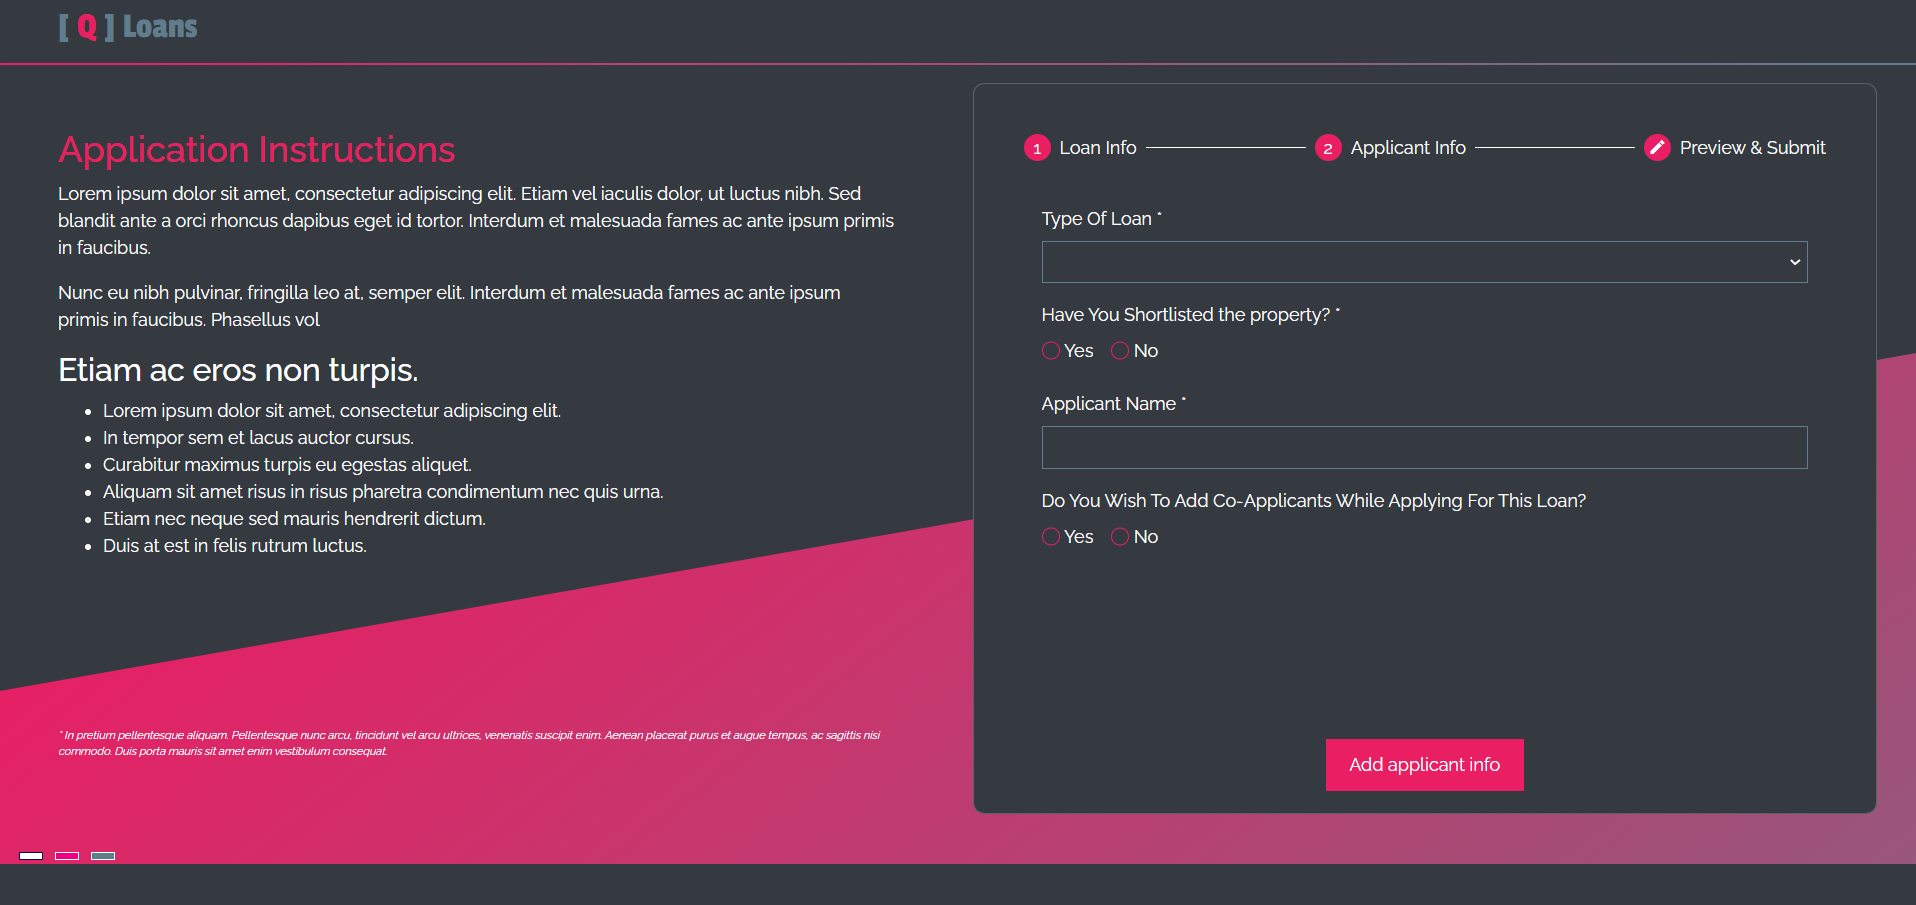 [ Q ] Loans
Application Instructions
Lorem ipsum dolor sit amet, consectetur adipiscing elit. Etiam vel iaculis dolor, ut luctus nibh. Sed
blandit ante a orci rhoncus dapibus eget id tortor. Interdum et malesuada fames ac ante ipsum primis
in faucibus.
Nunc eu nibh pulvinar, fringilla leo at, semper elit. Interdum et malesuada fames ac ante ipsum
primis in faucibus. Phasellus vol
Etiam ac eros non turpis.
• Lorem ipsum dolor sit amet, consectetur adipiscing elit.
• In tempor sem et lacus auctor cursus.
• Curabitur maximus turpis eu egestas aliquet.
• Aliquam sit amet risus in risus pharetra condimentum nec quis urna.
• Etiam nec neque sed mauris hendrerit dictum.
• Duis at est in felis rutrum luctus.
* In pretium pellentesque aliquam. Pellentesque nunc arcu, tincidunt vel arcu ultrices, venenatis suscipit enim. Aenean placerat purus et augue tempus, ac sagittis nisi
commodo. Duis porta mauris sit amet enim vestibulum consequat.
1 Loan Info 2 Applicant Info Preview & Submit
Type Of Loan *
Have You Shortlisted the property? *
Yes No
Applicant Name *
Do You Wish To Add Co-Applicants While Applying For This Loan?
Yes No
Add applicant info